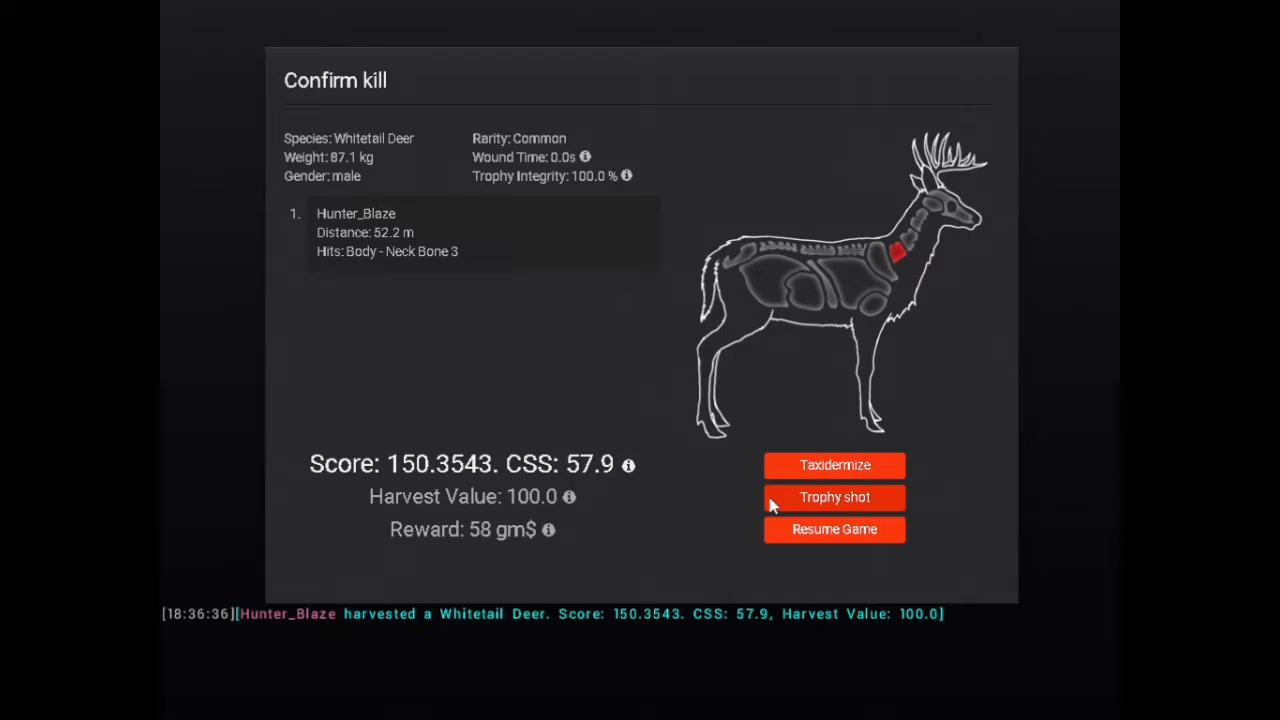 Confirm kill
Species: Whitetail Deer
Weight: 87.1 kg
Gender: male
Rarity: Common
Wound Time: 0.0s
Trophy Integrity: 100.0 %
1. Hunter_Blaze
Distance: 52.2 m
Hits: Body - Neck Bone 3
Score: 150.3543. CSS: 57.9
Harvest Value: 100.0
Reward: 58 gm$
Taxidermize
Trophy shot
Resume Game
[18:36:36][Hunter_Blaze harvested a Whitetail Deer. Score: 150.3543. CSS: 57.9, Harvest Value: 100.0]